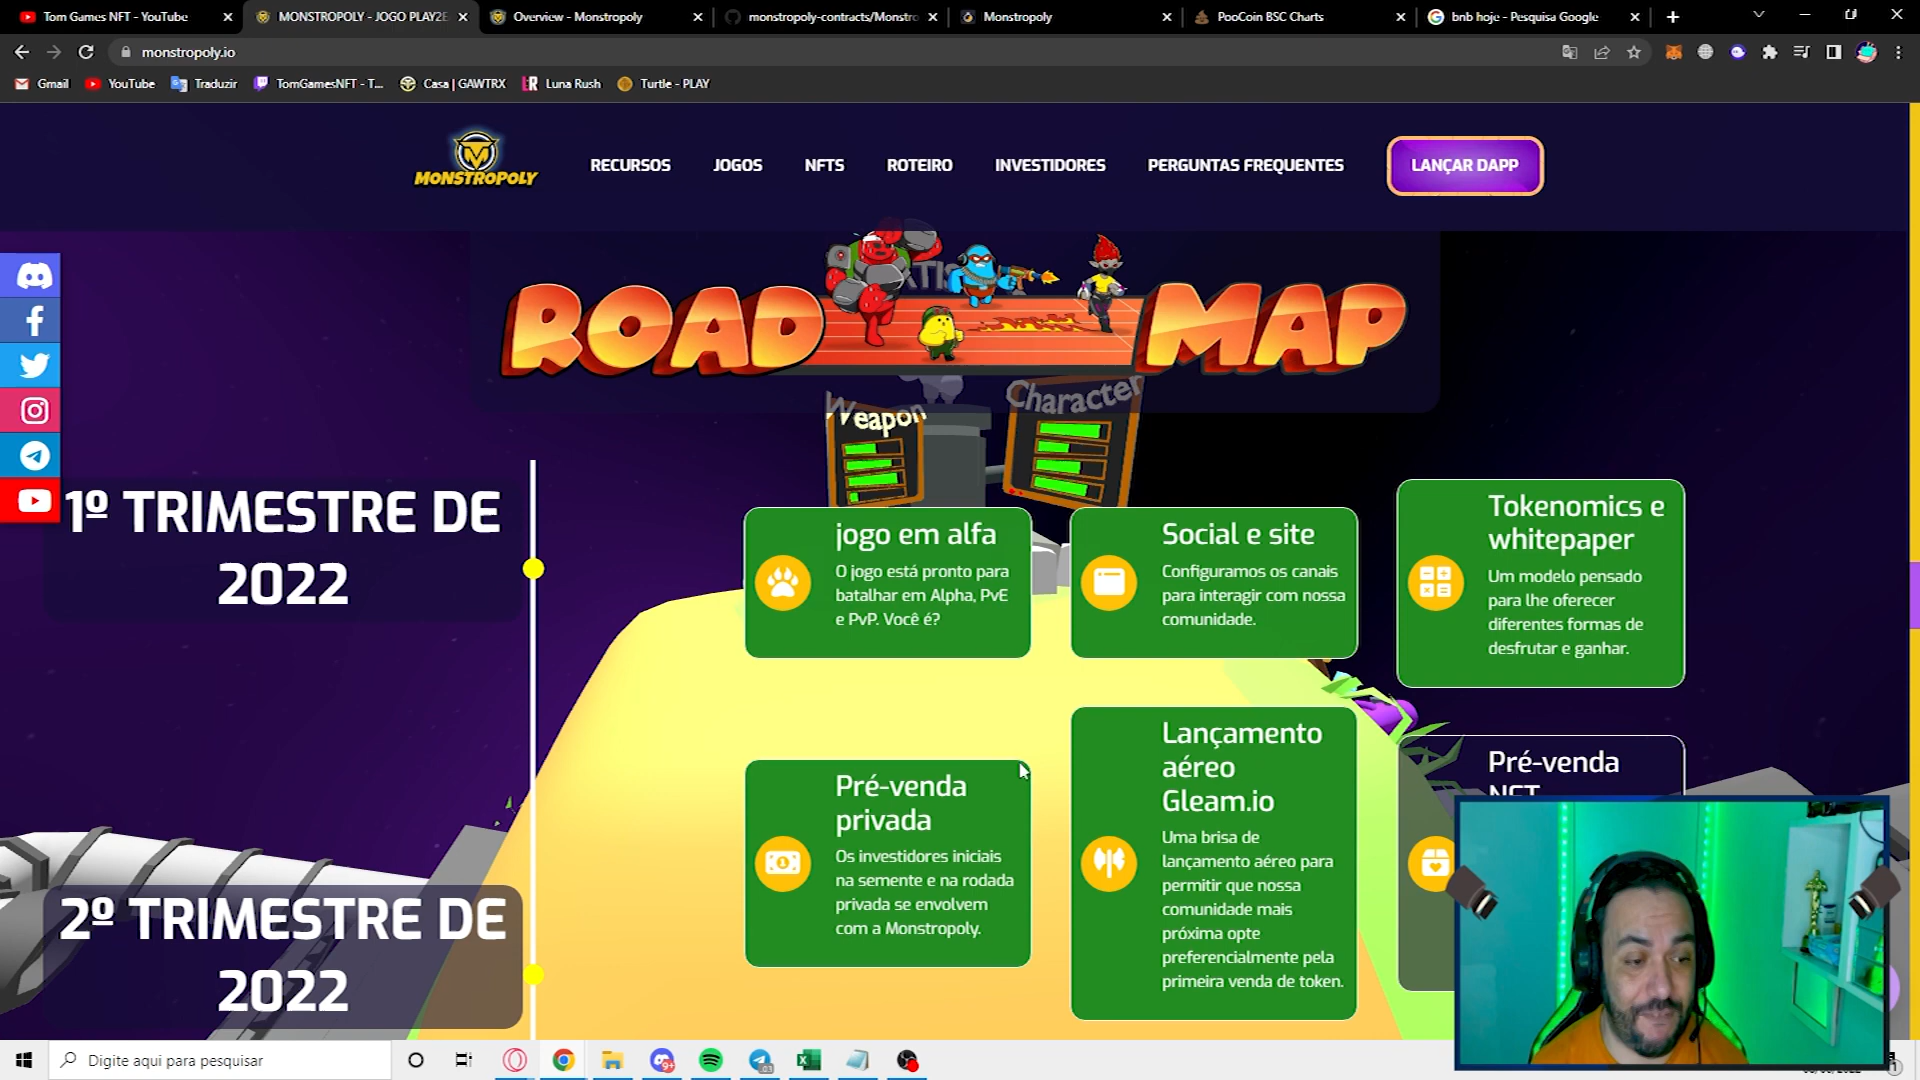 Tom Games NFT - YouTube
MONSTROPOLY - JOGO PLAY2E
Overview - Monstropoly
monstropoly-contracts/Monstro
Monstropoly
PooCoin BSC Charts
bnb hoje - Pesquisa Google
monstropoly.io
Gmail
YouTube
Traduzir
TomGamesNFT - T...
Casa | GAWTRX
Luna Rush
Turtle - PLAY
MONSTROPOLY
RECURSOS
JOGOS
NFTS
ROTEIRO
INVESTIDORES
PERGUNTAS FREQUENTES
LANÇAR DAPP
ROAD MAP
Weapon
Character
1º TRIMESTRE DE
2022
jogo em alfa
O jogo está pronto para
batalhar em Alpha, PvE
e PvP. Você é?
Social e site
Configuramos os canais
para interagir com nossa
comunidade.
Tokenomics e
whitepaper
Um modelo pensado
para lhe oferecer
diferentes formas de
desfrutar e ganhar.
2º TRIMESTRE DE
2022
Pré-venda
privada
Os investidores iniciais
na semente e na rodada
privada se envolvem
com a Monstropoly.
Lançamento
aéreo
Gleam.io
Uma brisa de
lançamento aéreo para
permitir que nossa
comunidade mais
próxima opte
preferencialmente pela
primeira venda de token.
Pré-venda
NFT
Digite aqui para pesquisar